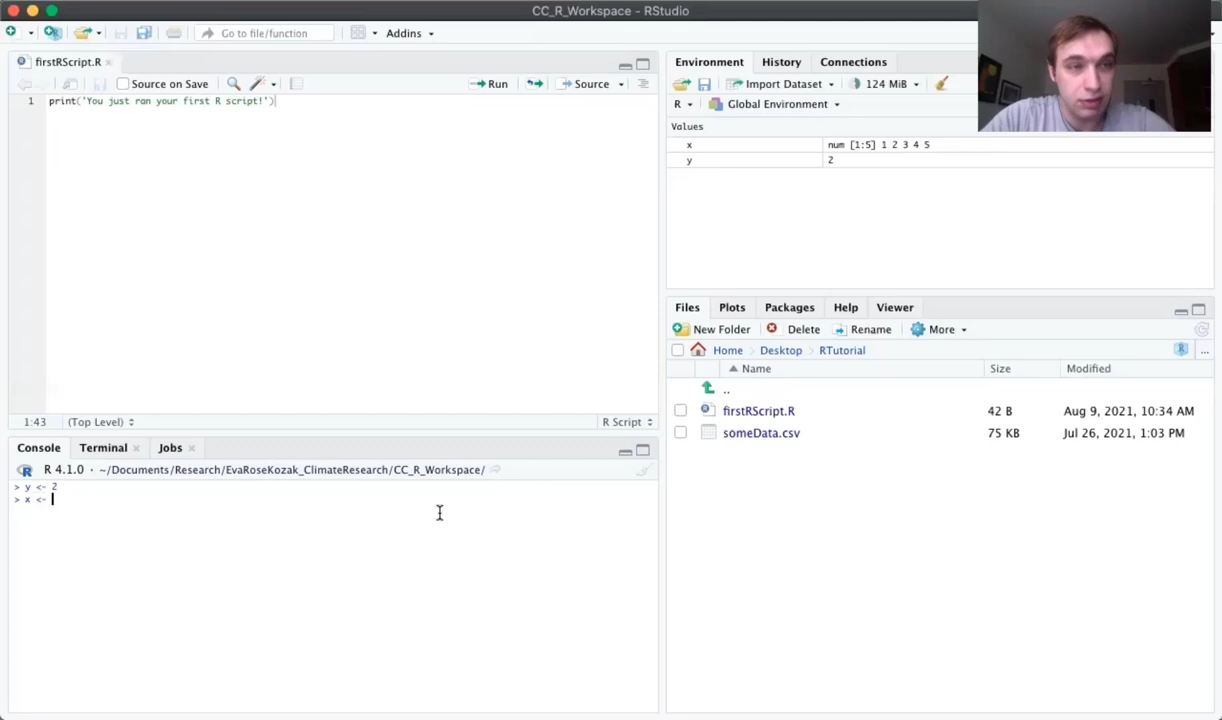 CC_R_Workspace - RStudio
Go to file/function
Addins
firstRScript.R
Source on Save
Run
Source
1 print('You just ran your first R script!')
1:43 (Top Level) R Script
Console Terminal Jobs
R 4.1.0 · ~/Documents/Research/EvaRoseKozak_ClimateResearch/CC_R_Workspace/
> y <- 2
> x <-
Environment History Connections
Import Dataset 124 MiB
R Global Environment
Values
x num [1:5] 1 2 3 4 5
y 2
Files Plots Packages Help Viewer
New Folder Delete Rename More
Home Desktop RTutorial ...
Name Size Modified
..
firstRScript.R 42 B Aug 9, 2021, 10:34 AM
someData.csv 75 KB Jul 26, 2021, 1:03 PM